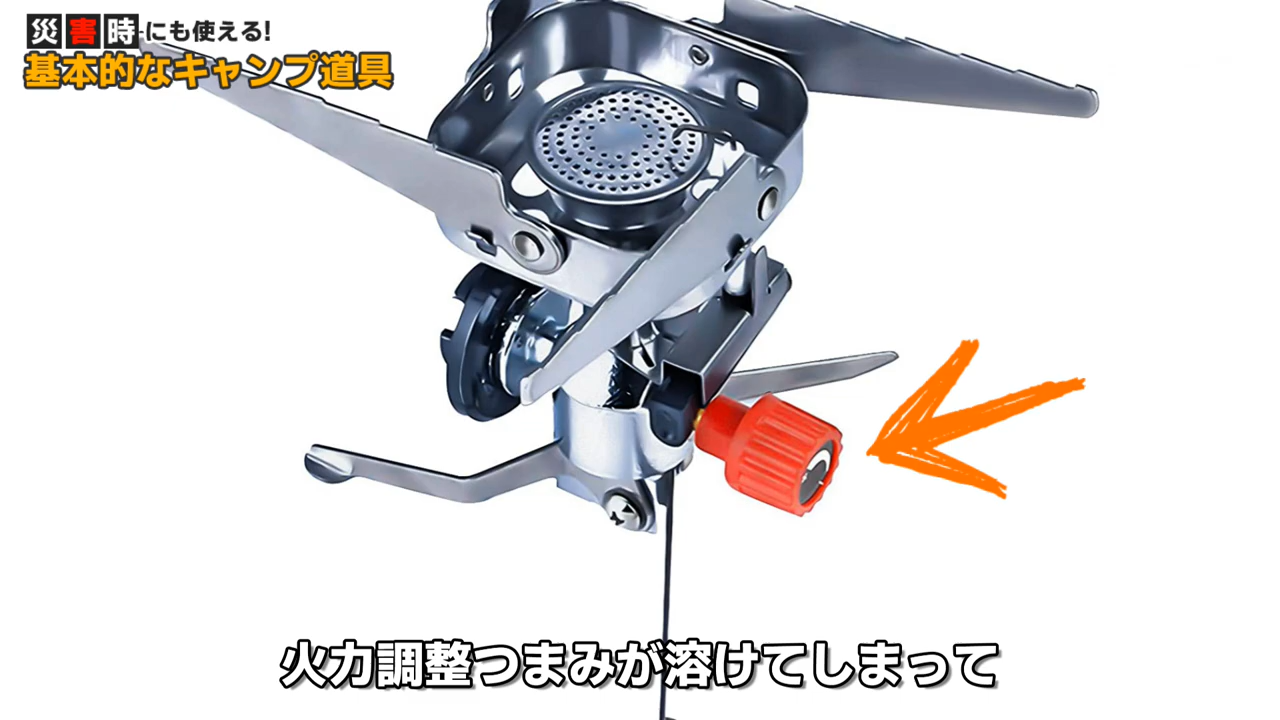 災害時にも使える!
基本的なキャンプ道具
火力調整つまみが溶けてしまって